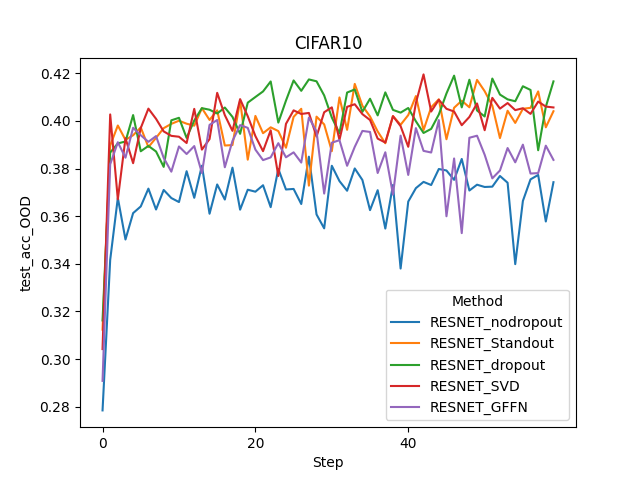 CIFAR10
test_acc_OOD
0.42
0.40
0.38
0.36
0.34
0.32
0.30
0.28
Method
RESNET_nodropout
RESNET_Standout
RESNET_dropout
RESNET_SVD
RESNET_GFFN
0
20
40
Step